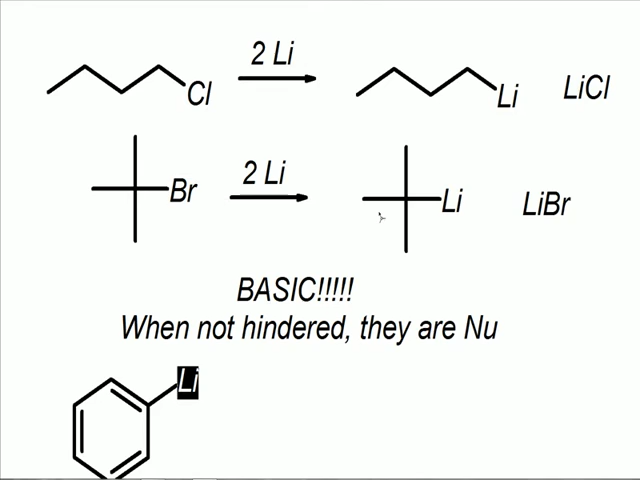 2 Li
Cl
Li
LiCl
2 Li
Br
Li
LiBr
BASIC!!!!!
When not hindered, they are Nu
Li